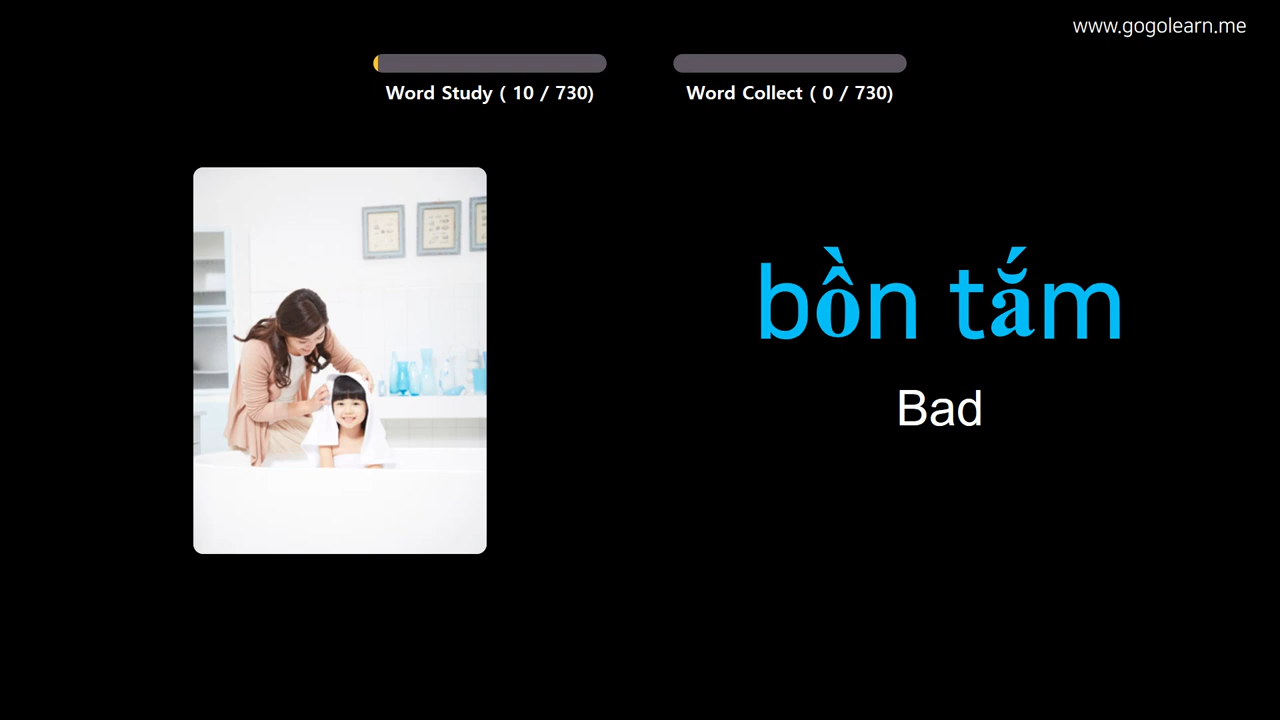 www.gogolearn.me
Word Study ( 10 / 730)
Word Collect ( 0 / 730)
bồn tắm
Bad